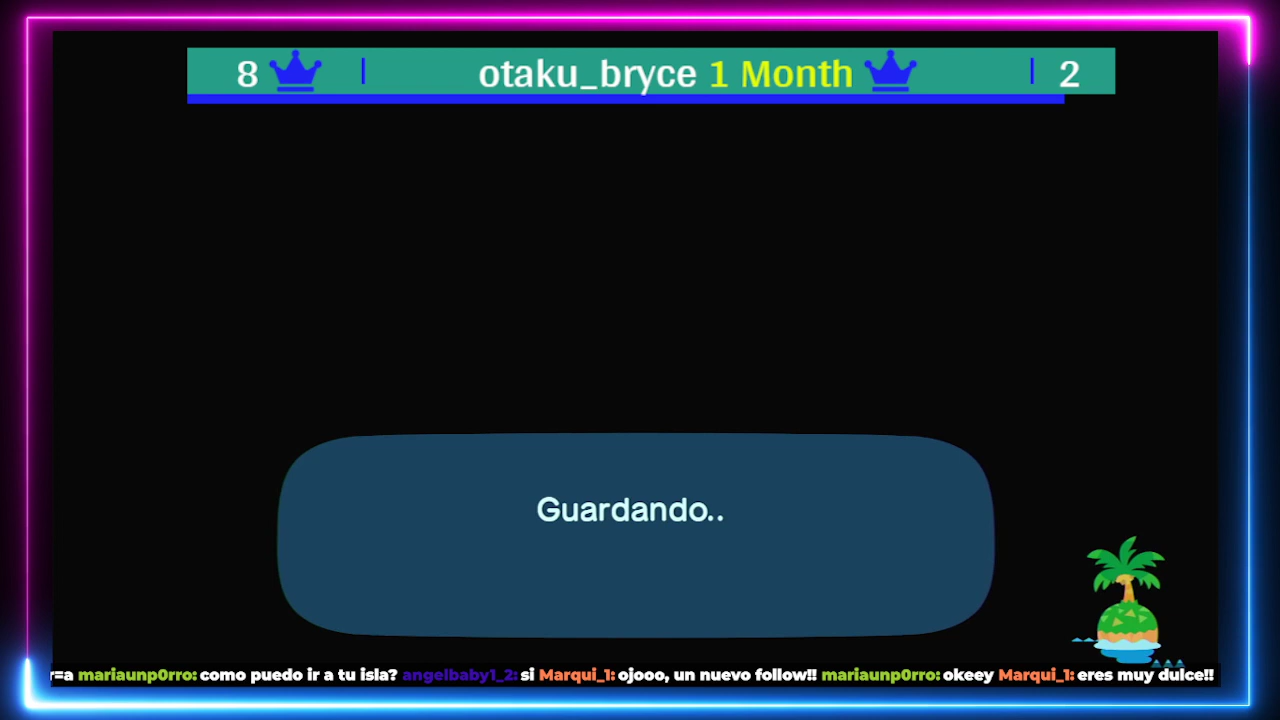 8 otaku_bryce 1 Month 2
Guardando..
r=a mariaunp0rro: como puedo ir a tu isla? angelbaby1_2: si Marqui_1: ojooo, un nuevo follow!! mariaunp0rro: okeey Marqui_1: eres muy dulce!!